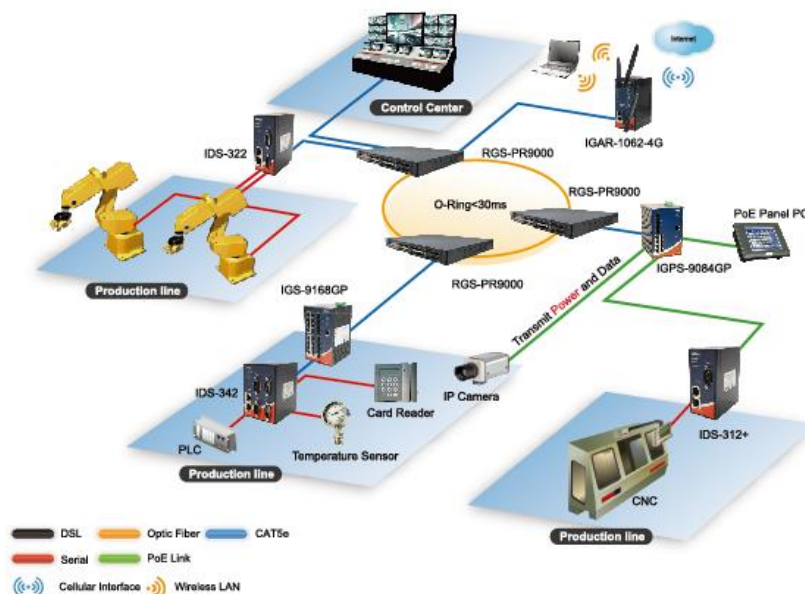 Internet
Control Center
IGAR-1062-4G
IDS-322
RGS-PR9000
RGS-PR9000
O-Ring<30ms
PoE Panel PC
IGPS-9084GP
RGS-PR9000
Production line
IGS-9168GP
Transmit Power and Data
IDS-342
Card Reader
IP Camera
PLC
Temperature Sensor
Production line
IDS-312+
CNC
Production line
DSL
Optic Fiber
CAT5e
Serial
PoE Link
Cellular Interface
Wireless LAN